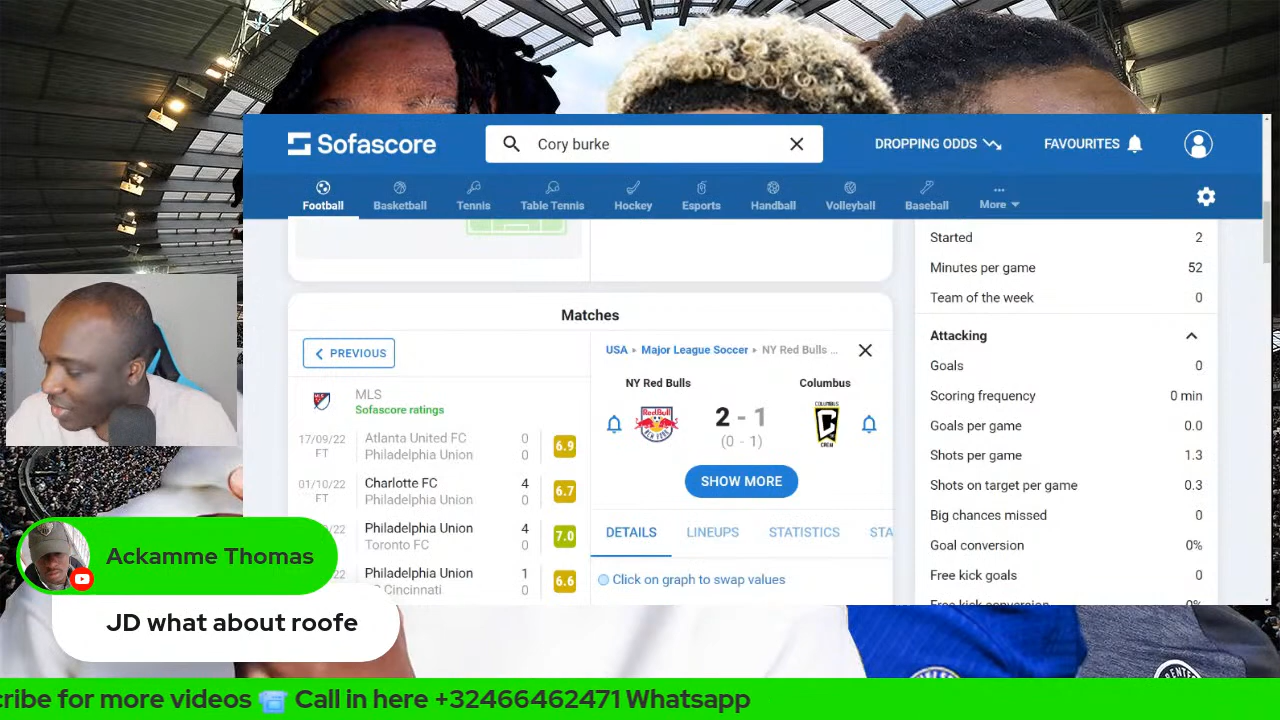 Sofascore
Cory burke
DROPPING ODDS
FAVOURITES
Football
Basketball
Tennis
Table Tennis
Hockey
Esports
Handball
Volleyball
Baseball
More
Matches
PREVIOUS
MLS
Sofascore ratings
17/09/22 Atlanta United FC 0
FT Philadelphia Union 0
6.9
01/10/22 Charlotte FC 4
FT Philadelphia Union 0
6.7
/22 Philadelphia Union 4
Toronto FC 0
7.0
/22 Philadelphia Union 1
Cincinnati 0
6.6
USA ▸ Major League Soccer ▸ NY Red Bulls ...
NY Red Bulls
Columbus
2 - 1
(0 - 1)
SHOW MORE
DETAILS
LINEUPS
STATISTICS
STA
Click on graph to swap values
Started 2
Minutes per game 52
Team of the week 0
Attacking
Goals 0
Scoring frequency 0 min
Goals per game 0.0
Shots per game 1.3
Shots on target per game 0.3
Big chances missed 0
Goal conversion 0%
Free kick goals 0
Free kick conversion 0%
Ackamme Thomas
JD what about roofe
cribe for more videos Call in here +32466462471 Whatsapp